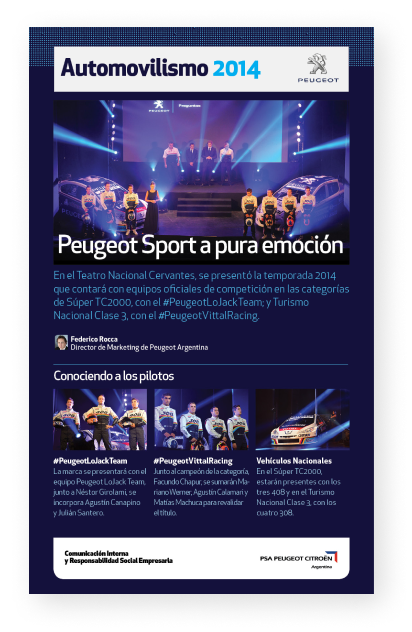 Automovilismo 2014
PEUGEOT
Peugeot Sport a pura emoción
En el Teatro Nacional Cervantes, se presentó la temporada 2014
que contará con equipos oficiales de competición en las categorías
de Súper TC2000, con el #PeugeotLoJackTeam; y Turismo
Nacional Clase 3, con el #PeugeotVittalRacing.
Federico Rocca
Director de Marketing de Peugeot Argentina
Conociendo a los pilotos
#PeugeotLoJackTeam
La marca se presentará con el
equipo Peugeot LoJack Team,
junto a Néstor Girolami, se
incorpora Agustín Canapino
y Julián Santero.
#PeugeotVittalRacing
Junto al campeón de la categoría,
Facundo Chapur, se sumarán Ma-
riano Werner, Agustín Calamari y
Matías Machuca para revalidar
el título.
Vehículos Nacionales
En el Súper TC2000,
estarán presentes con los
tres 408 y en el Turismo
Nacional Clase 3, con los
cuatro 308.
Comunicación Interna
y Responsabilidad Social Empresaria
PSA PEUGEOT CITROËN
Argentina